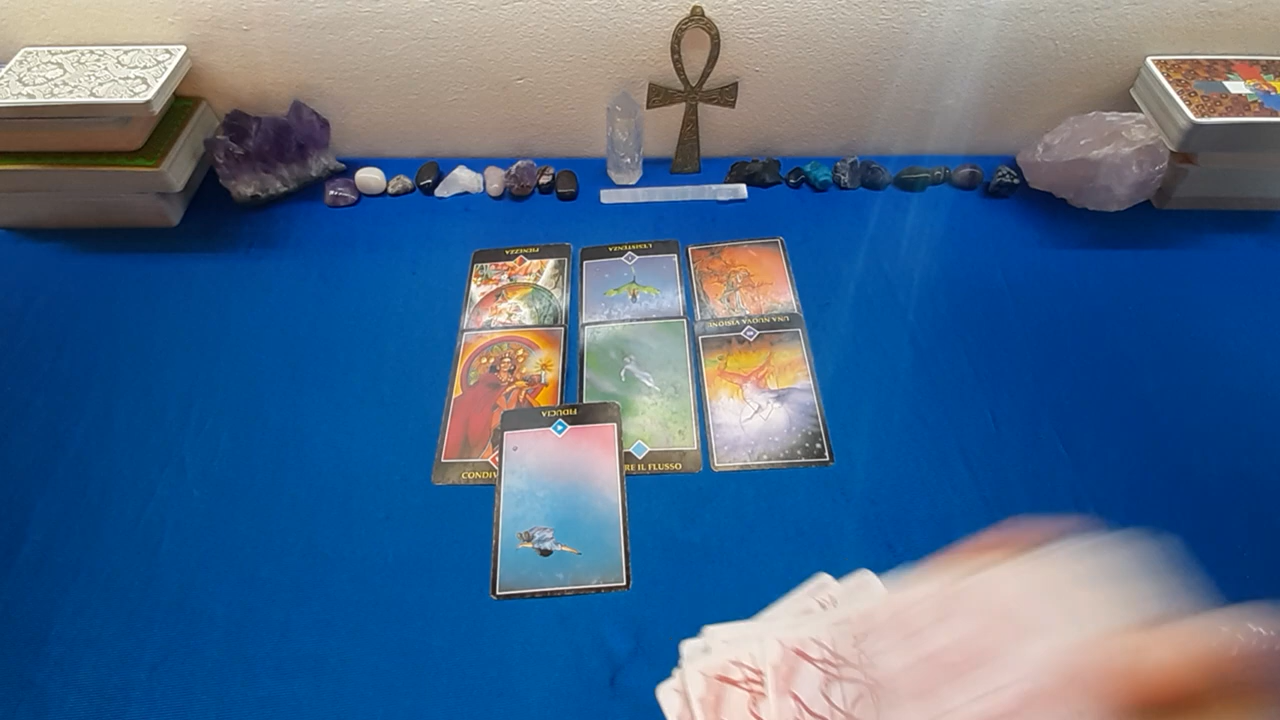 PIENEZZA
L'ESISTENZA
UNA NUOVA VISIONE
FIDUCIA
CONDIV
RE IL FLUSSO